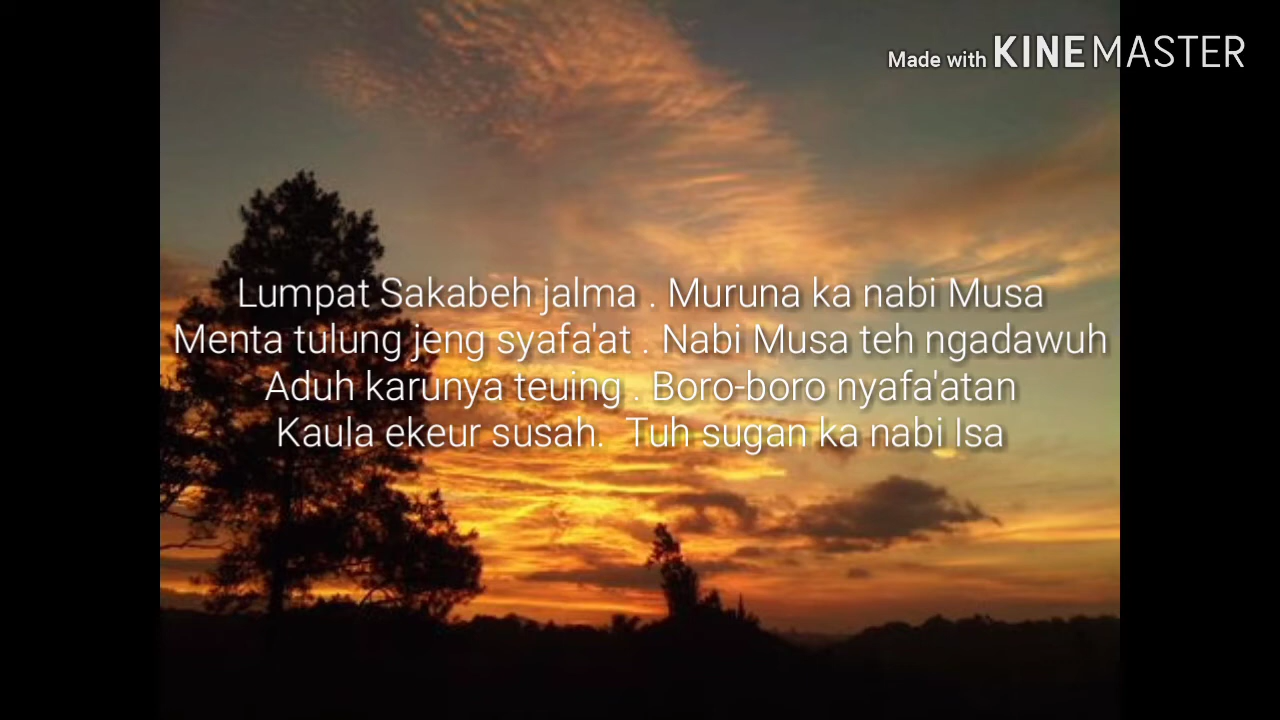 Made with KINEMASTER
Lumpat Sakabeh jalma . Muruna ka nabi Musa
Menta tulung jeng syafa'at . Nabi Musa teh ngadawuh
Aduh karunya teuing . Boro-boro nyafa'atan
Kaula ekeur susah.  Tuh sugan ka nabi Isa